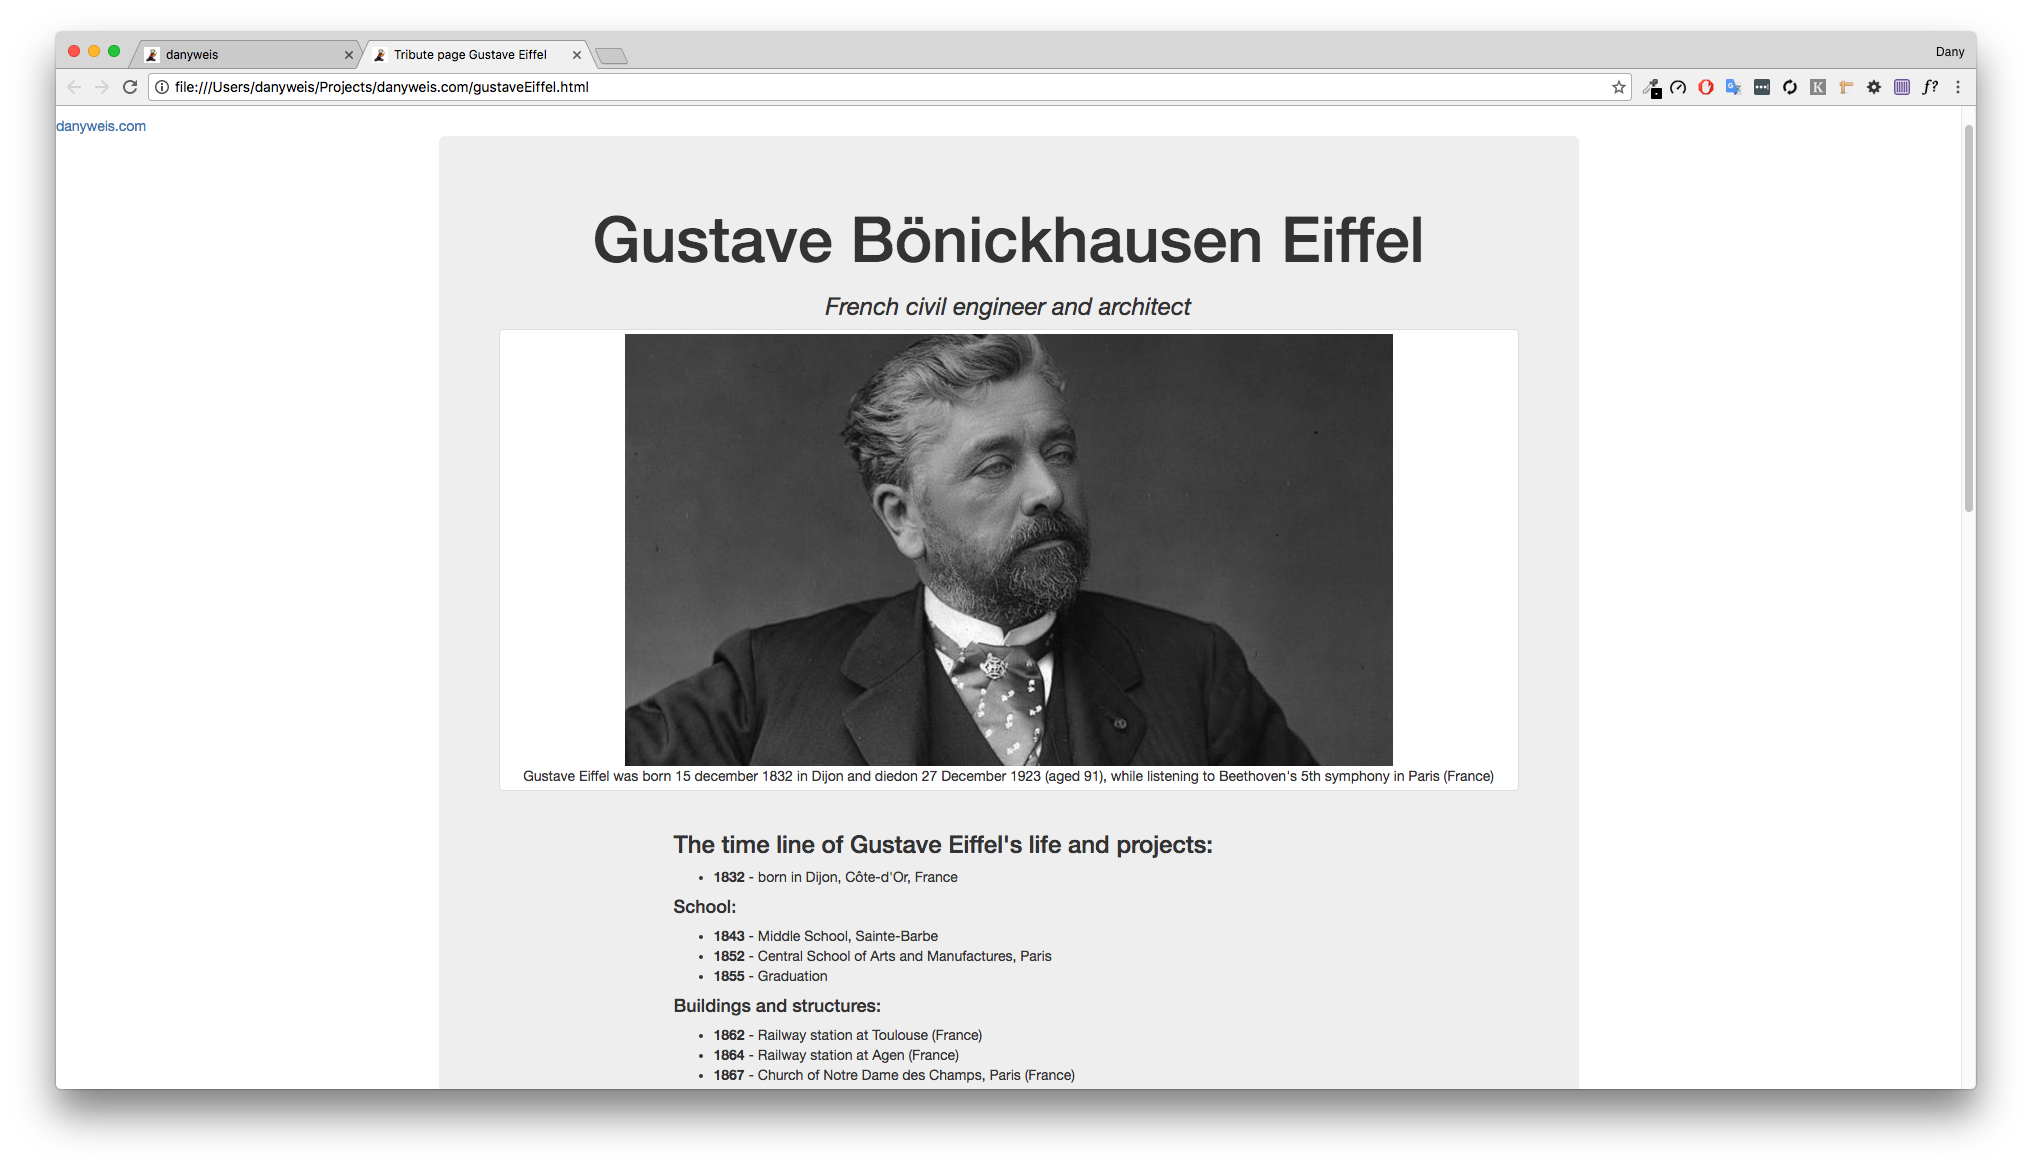 danyweis
Tribute page Gustave Eiffel
Dany
file:///Users/danyweis/Projects/danyweis.com/gustaveEiffel.html
K
f?
danyweis.com
Gustave Bönickhausen Eiffel
French civil engineer and architect
Gustave Eiffel was born 15 december 1832 in Dijon and diedon 27 December 1923 (aged 91), while listening to Beethoven's 5th symphony in Paris (France)
The time line of Gustave Eiffel's life and projects:
• 1832 - born in Dijon, Côte-d'Or, France
School:
• 1843 - Middle School, Sainte-Barbe
• 1852 - Central School of Arts and Manufactures, Paris
• 1855 - Graduation
Buildings and structures:
• 1862 - Railway station at Toulouse (France)
• 1864 - Railway station at Agen (France)
• 1867 - Church of Notre Dame des Champs, Paris (France)